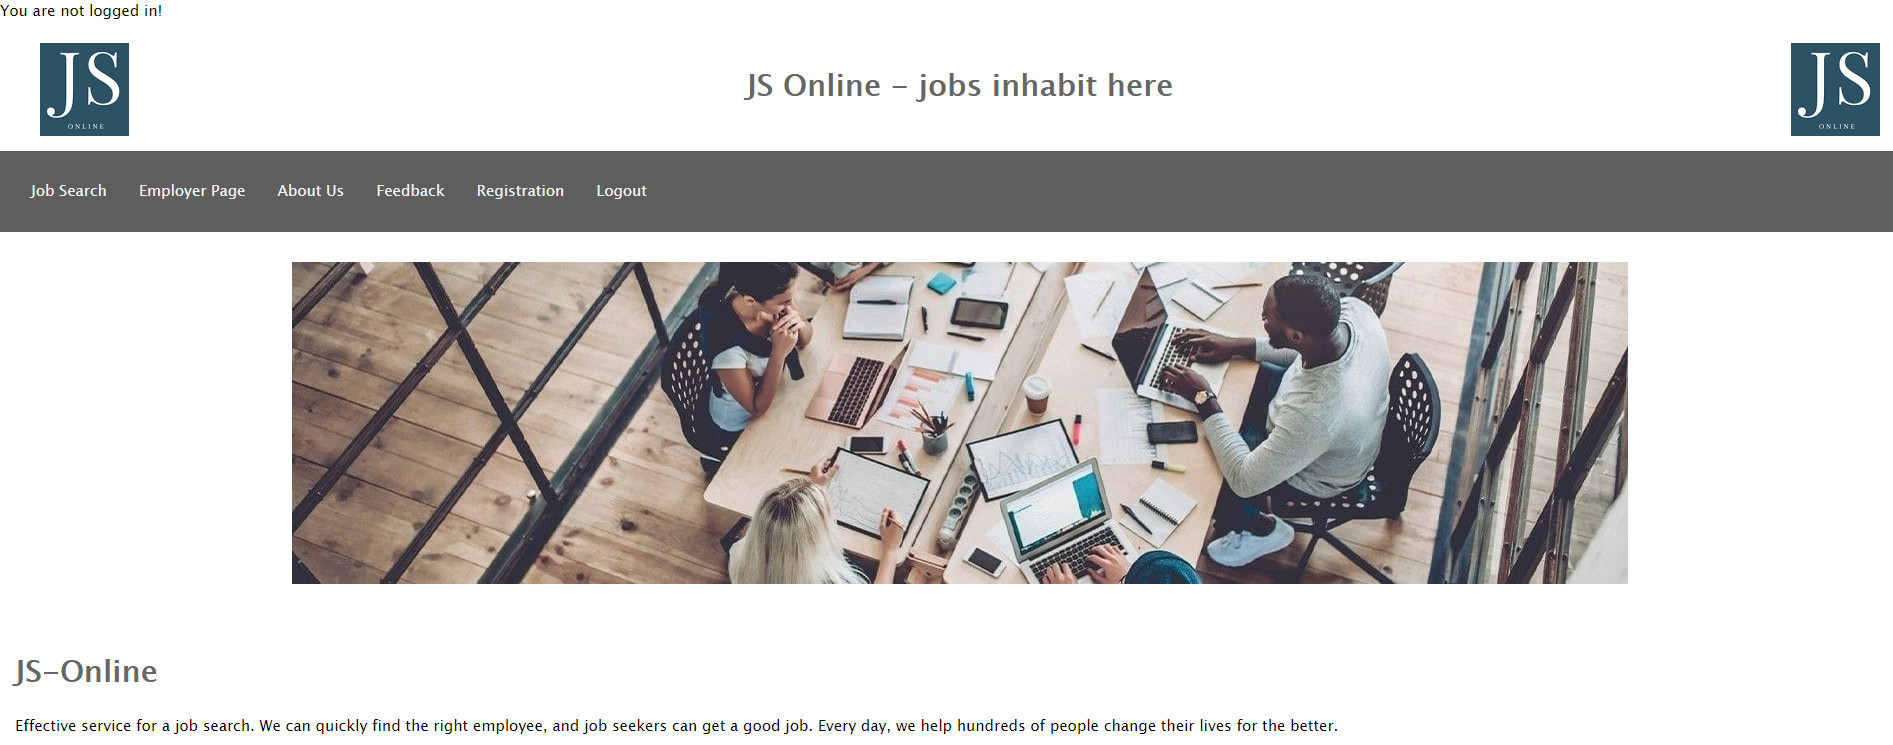 You are not logged in!
JS
ONLINE
JS Online - jobs inhabit here
JS
ONLINE
Job Search Employer Page About Us Feedback Registration Logout
JS-Online
Effective service for a job search. We can quickly find the right employee, and job seekers can get a good job. Every day, we help hundreds of people change their lives for the better.